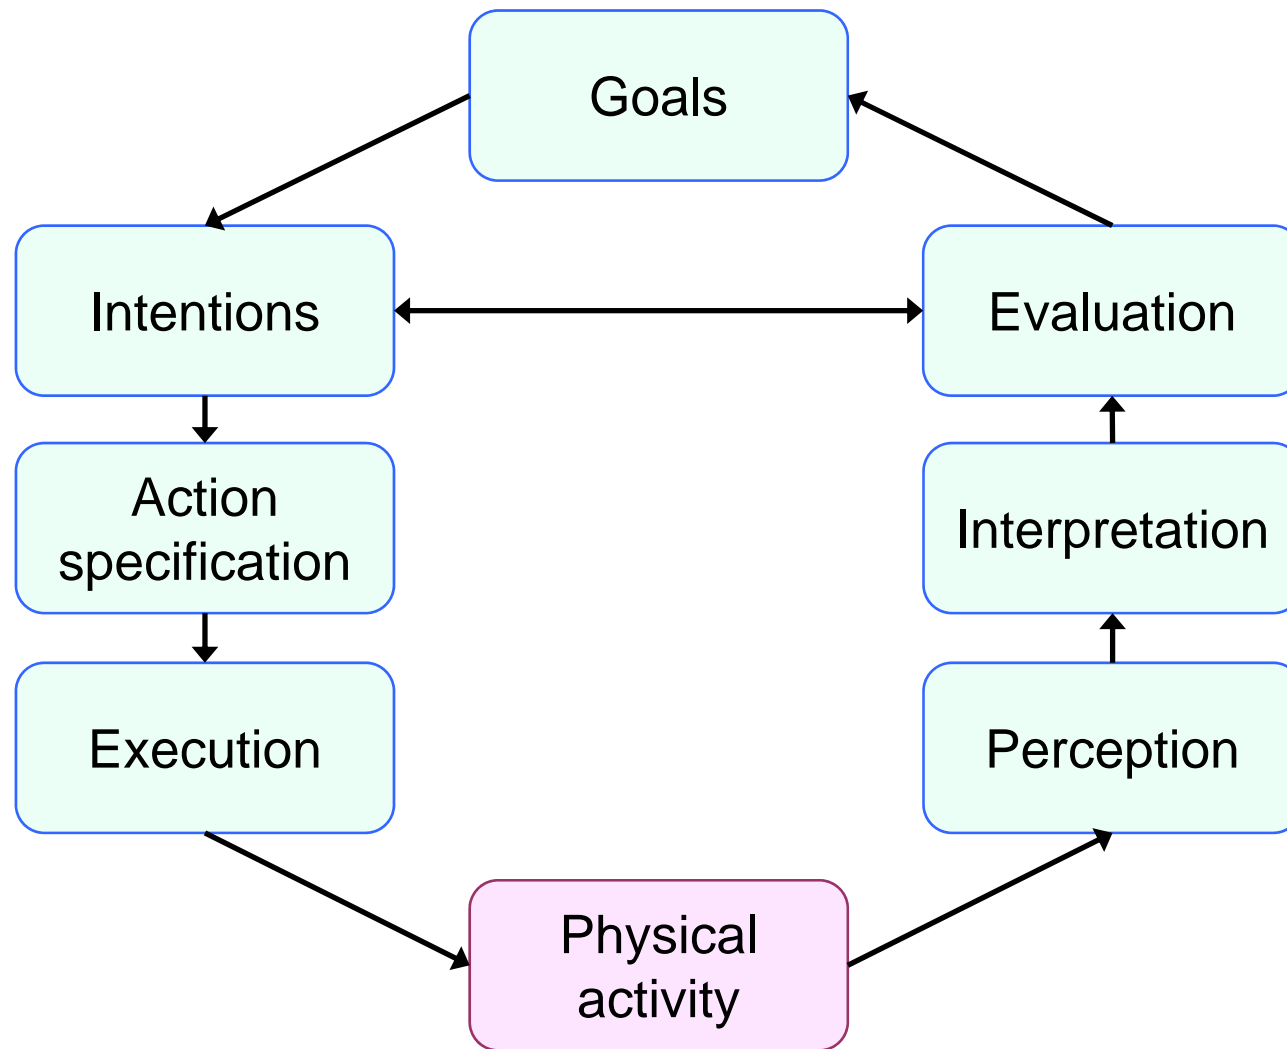 Goals
Intentions
Evaluation
Action
specification
Interpretation
Execution
Perception
Physical
activity